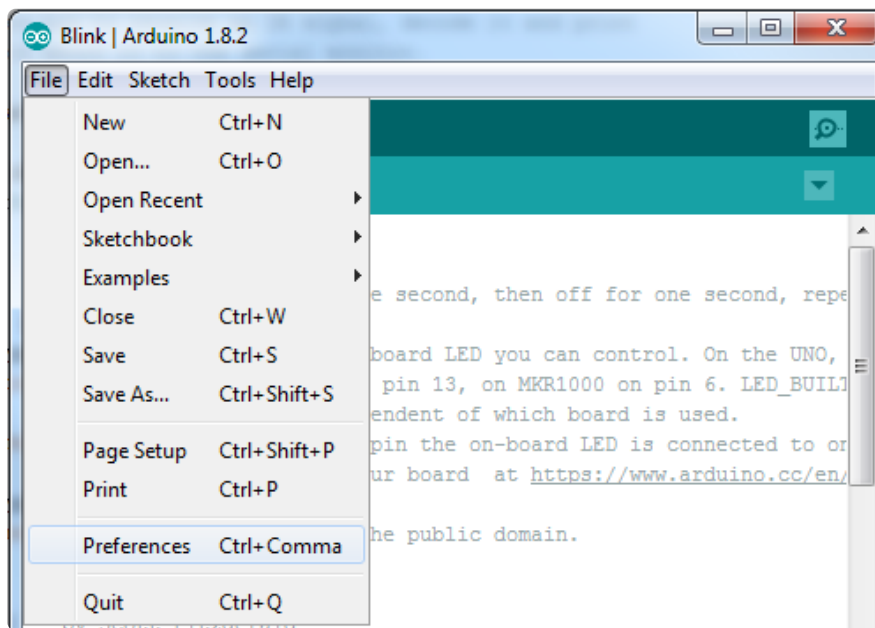 Blink | Arduino 1.8.2
File Edit Sketch Tools Help
New Ctrl+N
Open... Ctrl+O
Open Recent
Sketchbook
Examples
Close Ctrl+W
Save Ctrl+S
Save As... Ctrl+Shift+S
Page Setup Ctrl+Shift+P
Print Ctrl+P
Preferences Ctrl+Comma
Quit Ctrl+Q
e second, then off for one second, repe
board LED you can control. On the UNO,
pin 13, on MKR1000 on pin 6. LED_BUILT
endent of which board is used.
pin the on-board LED is connected to on
ur board at https://www.arduino.cc/en/
he public domain.